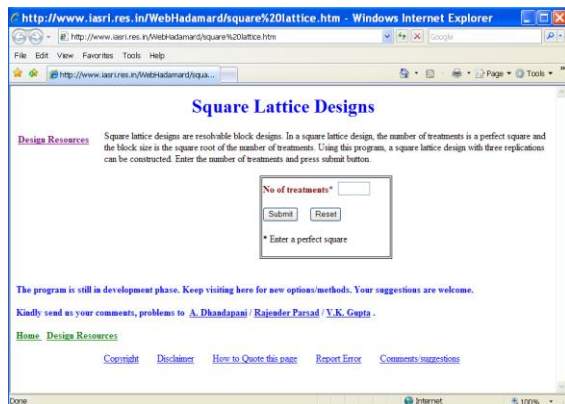 http://www.iasri.res.in/WebHadamard/square%20lattice.htm - Windows Internet Explorer
http://www.iasri.res.in/WebHadamard/square%20lattice.htm
Google
File Edit View Favorites Tools Help
http://www.iasri.res.in/WebHadamard/squa...
Page Tools
Square Lattice Designs
Design Resources
Square lattice designs are resolvable block designs. In a square lattice design, the number of treatments is a perfect square and
the block size is the square root of the number of treatments. Using this program, a square lattice design with three replications
can be constructed. Enter the number of treatments and press submit button.
No of treatments*
Submit Reset
* Enter a perfect square
The program is still in development phase. Keep visiting here for new options/methods. Your suggestions are welcome.
Kindly send us your comments, problems to A. Dhandapani / Rajender Parsad / V.K. Gupta .
Home Design Resources
Copyright Disclaimer How to Quote this page Report Error Comments/suggestions
Done Internet 100%